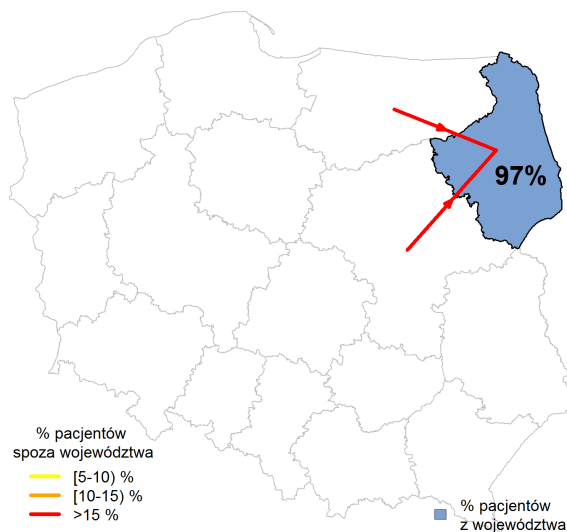 97%
% pacjentów
spoza województwa
[5-10) %
[10-15) %
>15 %
% pacjentów
z województwa